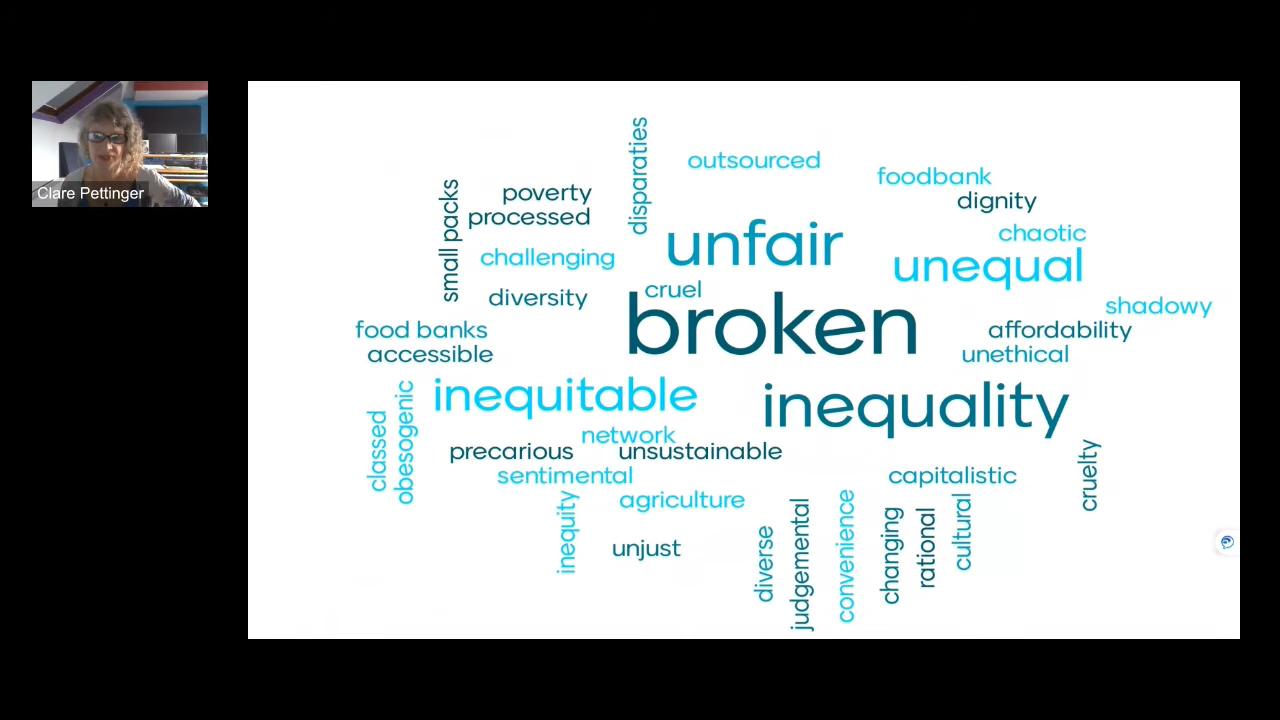 Clare Pettinger
disparaties
outsourced
foodbank
small packs
poverty
dignity
processed
unfair
chaotic
challenging
unequal
cruel
diversity
broken
shadowy
food banks
affordability
accessible
unethical
inequitable
inequality
classed
obesogenic
network
precarious
unsustainable
cruelty
sentimental
capitalistic
agriculture
inequity
unjust
diverse
judgemental
convenience
changing
rational
cultural